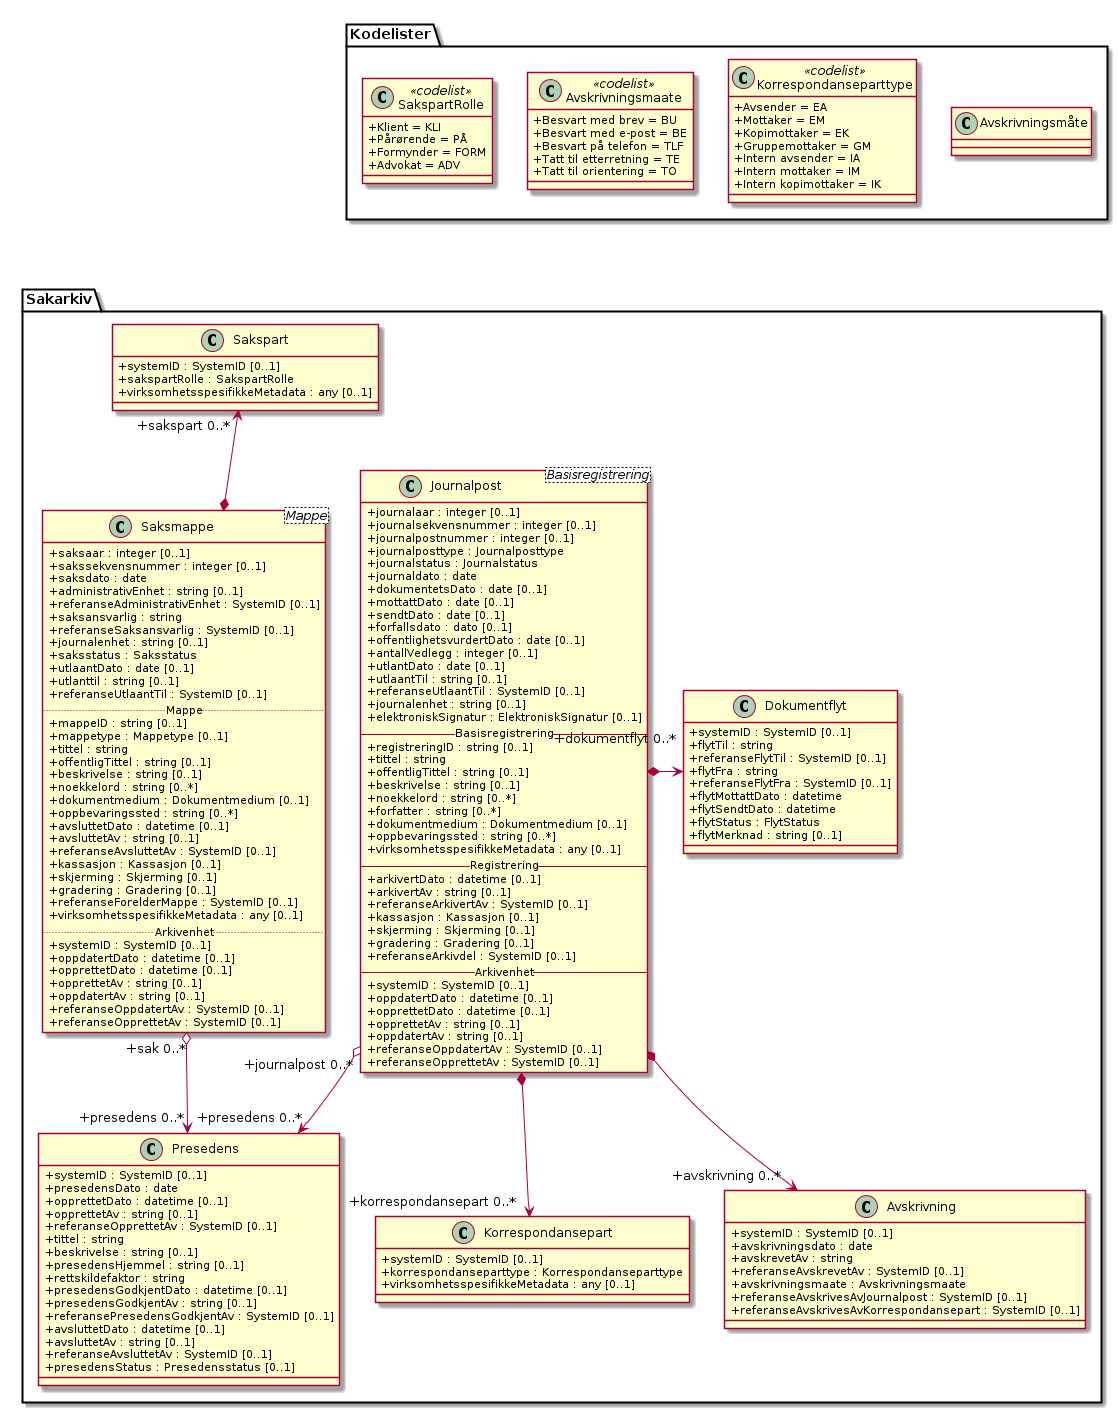 Kodelister
«codelist»
SakspartRolle
+Klient = KLI
+Pårørende = PÅ
+Formynder = FORM
+Advokat = ADV
«codelist»
Avskrivningsmaate
+Besvart med brev = BU
+Besvart med e-post = BE
+Besvart på telefon = TLF
+Tatt til etterretning = TE
+Tatt til orientering = TO
«codelist»
Korrespondanseparttype
+Avsender = EA
+Mottaker = EM
+Kopimottaker = EK
+Gruppemottaker = GM
+Intern avsender = IA
+Intern mottaker = IM
+Intern kopimottaker = IK
Avskrivningsmåte
Sakarkiv
Sakspart
+systemID : SystemID [0..1]
+sakspartRolle : SakspartRolle
+virksomhetsspesifikkeMetadata : any [0..1]
+sakspart 0..*
Saksmappe
Mappe
+saksaar : integer [0..1]
+sakssekvensnummer : integer [0..1]
+saksdato : date
+administrativEnhet : string [0..1]
+referanseAdministrativEnhet : SystemID [0..1]
+saksansvarlig : string
+referanseSaksansvarlig : SystemID [0..1]
+journalenhet : string [0..1]
+saksstatus : Saksstatus
+utlaantDato : date [0..1]
+utlanttil : string [0..1]
+referanseUtlaantTil : SystemID [0..1]
Mappe
+mappeID : string [0..1]
+mappetype : Mappetype [0..1]
+tittel : string
+offentligTittel : string [0..1]
+beskrivelse : string [0..1]
+noekkelord : string [0..*]
+dokumentmedium : Dokumentmedium [0..1]
+oppbevaringssted : string [0..*]
+avsluttetDato : datetime [0..1]
+avsluttetAv : string [0..1]
+referanseAvsluttetAv : SystemID [0..1]
+kassasjon : Kassasjon [0..1]
+skjerming : Skjerming [0..1]
+gradering : Gradering [0..1]
+referanseForelderMappe : SystemID [0..1]
+virksomhetsspesifikkeMetadata : any [0..1]
Arkivenhet
+systemID : SystemID [0..1]
+oppdatertDato : datetime [0..1]
+opprettetDato : datetime [0..1]
+opprettetAv : string [0..1]
+oppdatertAv : string [0..1]
+referanseOppdatertAv : SystemID [0..1]
+referanseOpprettetAv : SystemID [0..1]
Journalpost
Basisregistrering
+journalaar : integer [0..1]
+journalsekvensnummer : integer [0..1]
+journalpostnummer : integer [0..1]
+journalposttype : Journalposttype
+journalstatus : Journalstatus
+journaldato : date
+dokumentetsDato : date [0..1]
+mottattDato : date [0..1]
+sendtDato : date [0..1]
+forfallsdato : dato [0..1]
+offentlighetsvurdertDato : date [0..1]
+antallVedlegg : integer [0..1]
+utlantDato : date [0..1]
+utlaantTil : string [0..1]
+referanseUtlaantTil : SystemID [0..1]
+journalenhet : string [0..1]
+elektroniskSignatur : ElektroniskSignatur [0..1]
Basisregistrering
+registreringID : string [0..1]
+tittel : string
+offentligTittel : string [0..1]
+beskrivelse : string [0..1]
+noekkelord : string [0..*]
+forfatter : string [0..*]
+dokumentmedium : Dokumentmedium [0..1]
+oppbevaringssted : string [0..*]
+virksomhetsspesifikkeMetadata : any [0..1]
Registrering
+arkivertDato : datetime [0..1]
+arkivertAv : string [0..1]
+referanseArkivertAv : SystemID [0..1]
+kassasjon : Kassasjon [0..1]
+skjerming : Skjerming [0..1]
+gradering : Gradering [0..1]
+referanseArkivdel : SystemID [0..1]
Arkivenhet
+systemID : SystemID [0..1]
+oppdatertDato : datetime [0..1]
+opprettetDato : datetime [0..1]
+opprettetAv : string [0..1]
+oppdatertAv : string [0..1]
+referanseOppdatertAv : SystemID [0..1]
+referanseOpprettetAv : SystemID [0..1]
+dokumentflyt 0..*
Dokumentflyt
+systemID : SystemID [0..1]
+flytTil : string
+referanseFlytTil : SystemID [0..1]
+flytFra : string
+referanseFlytFra : SystemID [0..1]
+flytMottattDato : datetime
+flytSendtDato : datetime
+flytStatus : FlytStatus
+flytMerknad : string [0..1]
+sak 0..*
+journalpost 0..*
+presedens 0..*
+presedens 0..*
+korrespondansepart 0..*
+avskrivning 0..*
Presedens
+systemID : SystemID [0..1]
+presedensDato : date
+opprettetDato : datetime [0..1]
+opprettetAv : string [0..1]
+referanseOpprettetAv : SystemID [0..1]
+tittel : string
+beskrivelse : string [0..1]
+presedensHjemmel : string [0..1]
+rettskildefaktor : string
+presedensGodkjentDato : datetime [0..1]
+presedensGodkjentAv : string [0..1]
+referansePresedensGodkjentAv : SystemID [0..1]
+avsluttetDato : datetime [0..1]
+avsluttetAv : string [0..1]
+referanseAvsluttetAv : SystemID [0..1]
+presedensStatus : Presedensstatus [0..1]
Korrespondansepart
+systemID : SystemID [0..1]
+korrespondanseparttype : Korrespondanseparttype
+virksomhetsspesifikkeMetadata : any [0..1]
Avskrivning
+systemID : SystemID [0..1]
+avskrivningsdato : date
+avskrevetAv : string
+referanseAvskrevetAv : SystemID [0..1]
+avskrivningsmaate : Avskrivningsmaate
+referanseAvskrivesAvJournalpost : SystemID [0..1]
+referanseAvskrivesAvKorrespondansepart : SystemID [0..1]